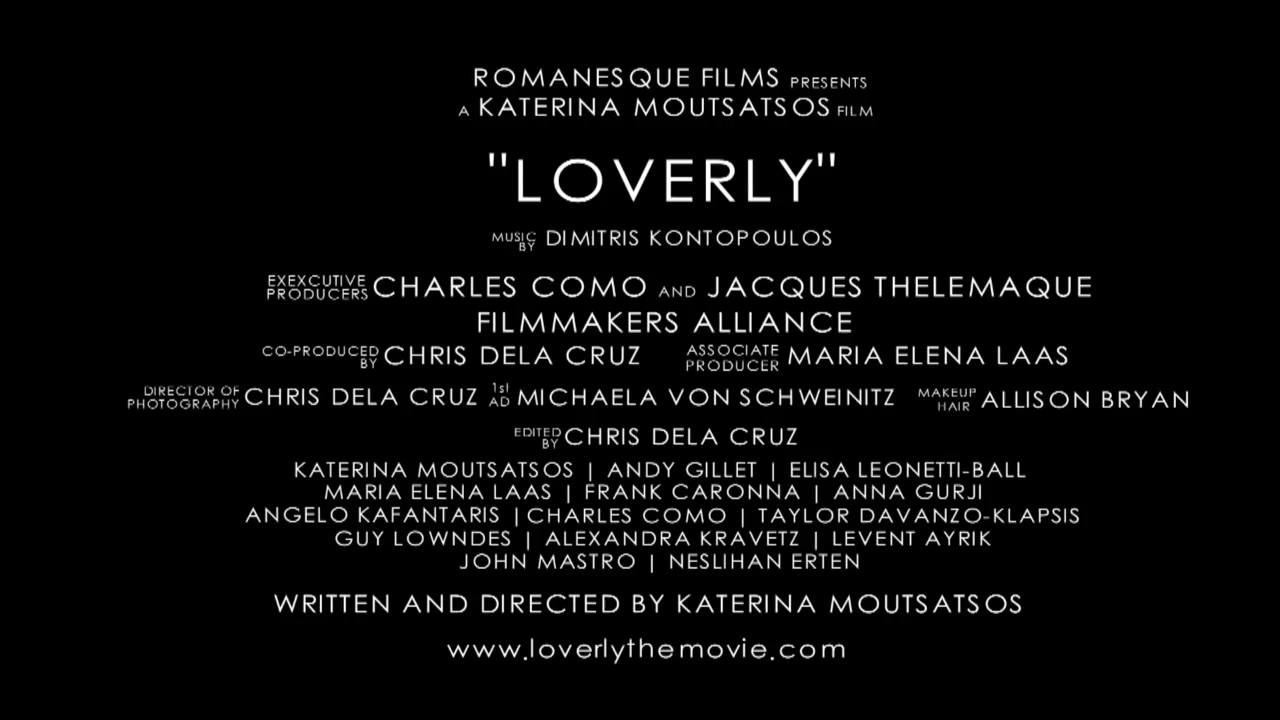 ROMANESQUE FILMS PRESENTS
A KATERINA MOUTSATSOS FILM
"LOVERLY"
MUSIC BY DIMITRIS KONTOPOULOS
EXEXCUTIVE PRODUCERS CHARLES COMO AND JACQUES THELEMAQUE
FILMMAKERS ALLIANCE
CO-PRODUCED BY CHRIS DELA CRUZ ASSOCIATE PRODUCER MARIA ELENA LAAS
DIRECTOR OF PHOTOGRAPHY CHRIS DELA CRUZ 1st AD MICHAELA VON SCHWEINITZ MAKEUP HAIR ALLISON BRYAN
EDITED BY CHRIS DELA CRUZ
KATERINA MOUTSATSOS | ANDY GILLET | ELISA LEONETTI-BALL
MARIA ELENA LAAS | FRANK CARONNA | ANNA GURJI
ANGELO KAFANTARIS | CHARLES COMO | TAYLOR DAVANZO-KLAPSIS
GUY LOWNDES | ALEXANDRA KRAVETZ | LEVENT AYRIK
JOHN MASTRO | NESLIHAN ERTEN
WRITTEN AND DIRECTED BY KATERINA MOUTSATSOS
www.loverlythemovie.com